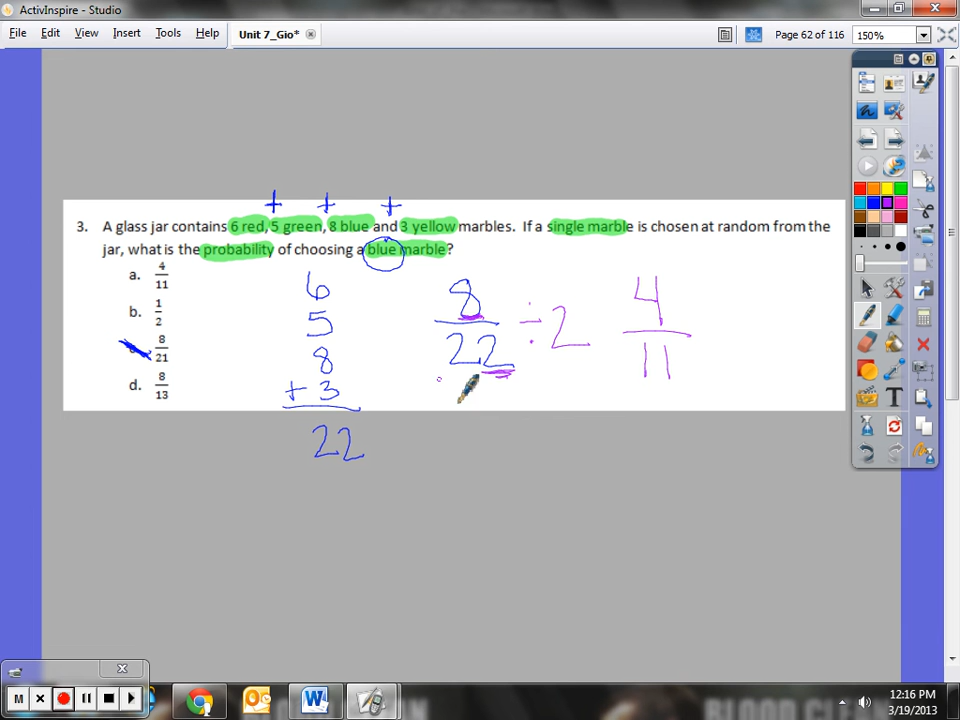 ActivInspire - Studio
File Edit View Insert Tools Help
Unit 7_Gio*
Page 62 of 116
150%
+ + +
3. A glass jar contains 6 red, 5 green, 8 blue and 3 yellow marbles. If a single marble is chosen at random from the
jar, what is the probability of choosing a blue marble?
a. 4/11
b. 1/2
8/21
d. 8/13
6
5
8
+ 3
22
8/22 ÷ 2 4/11
M
12:16 PM
3/19/2013